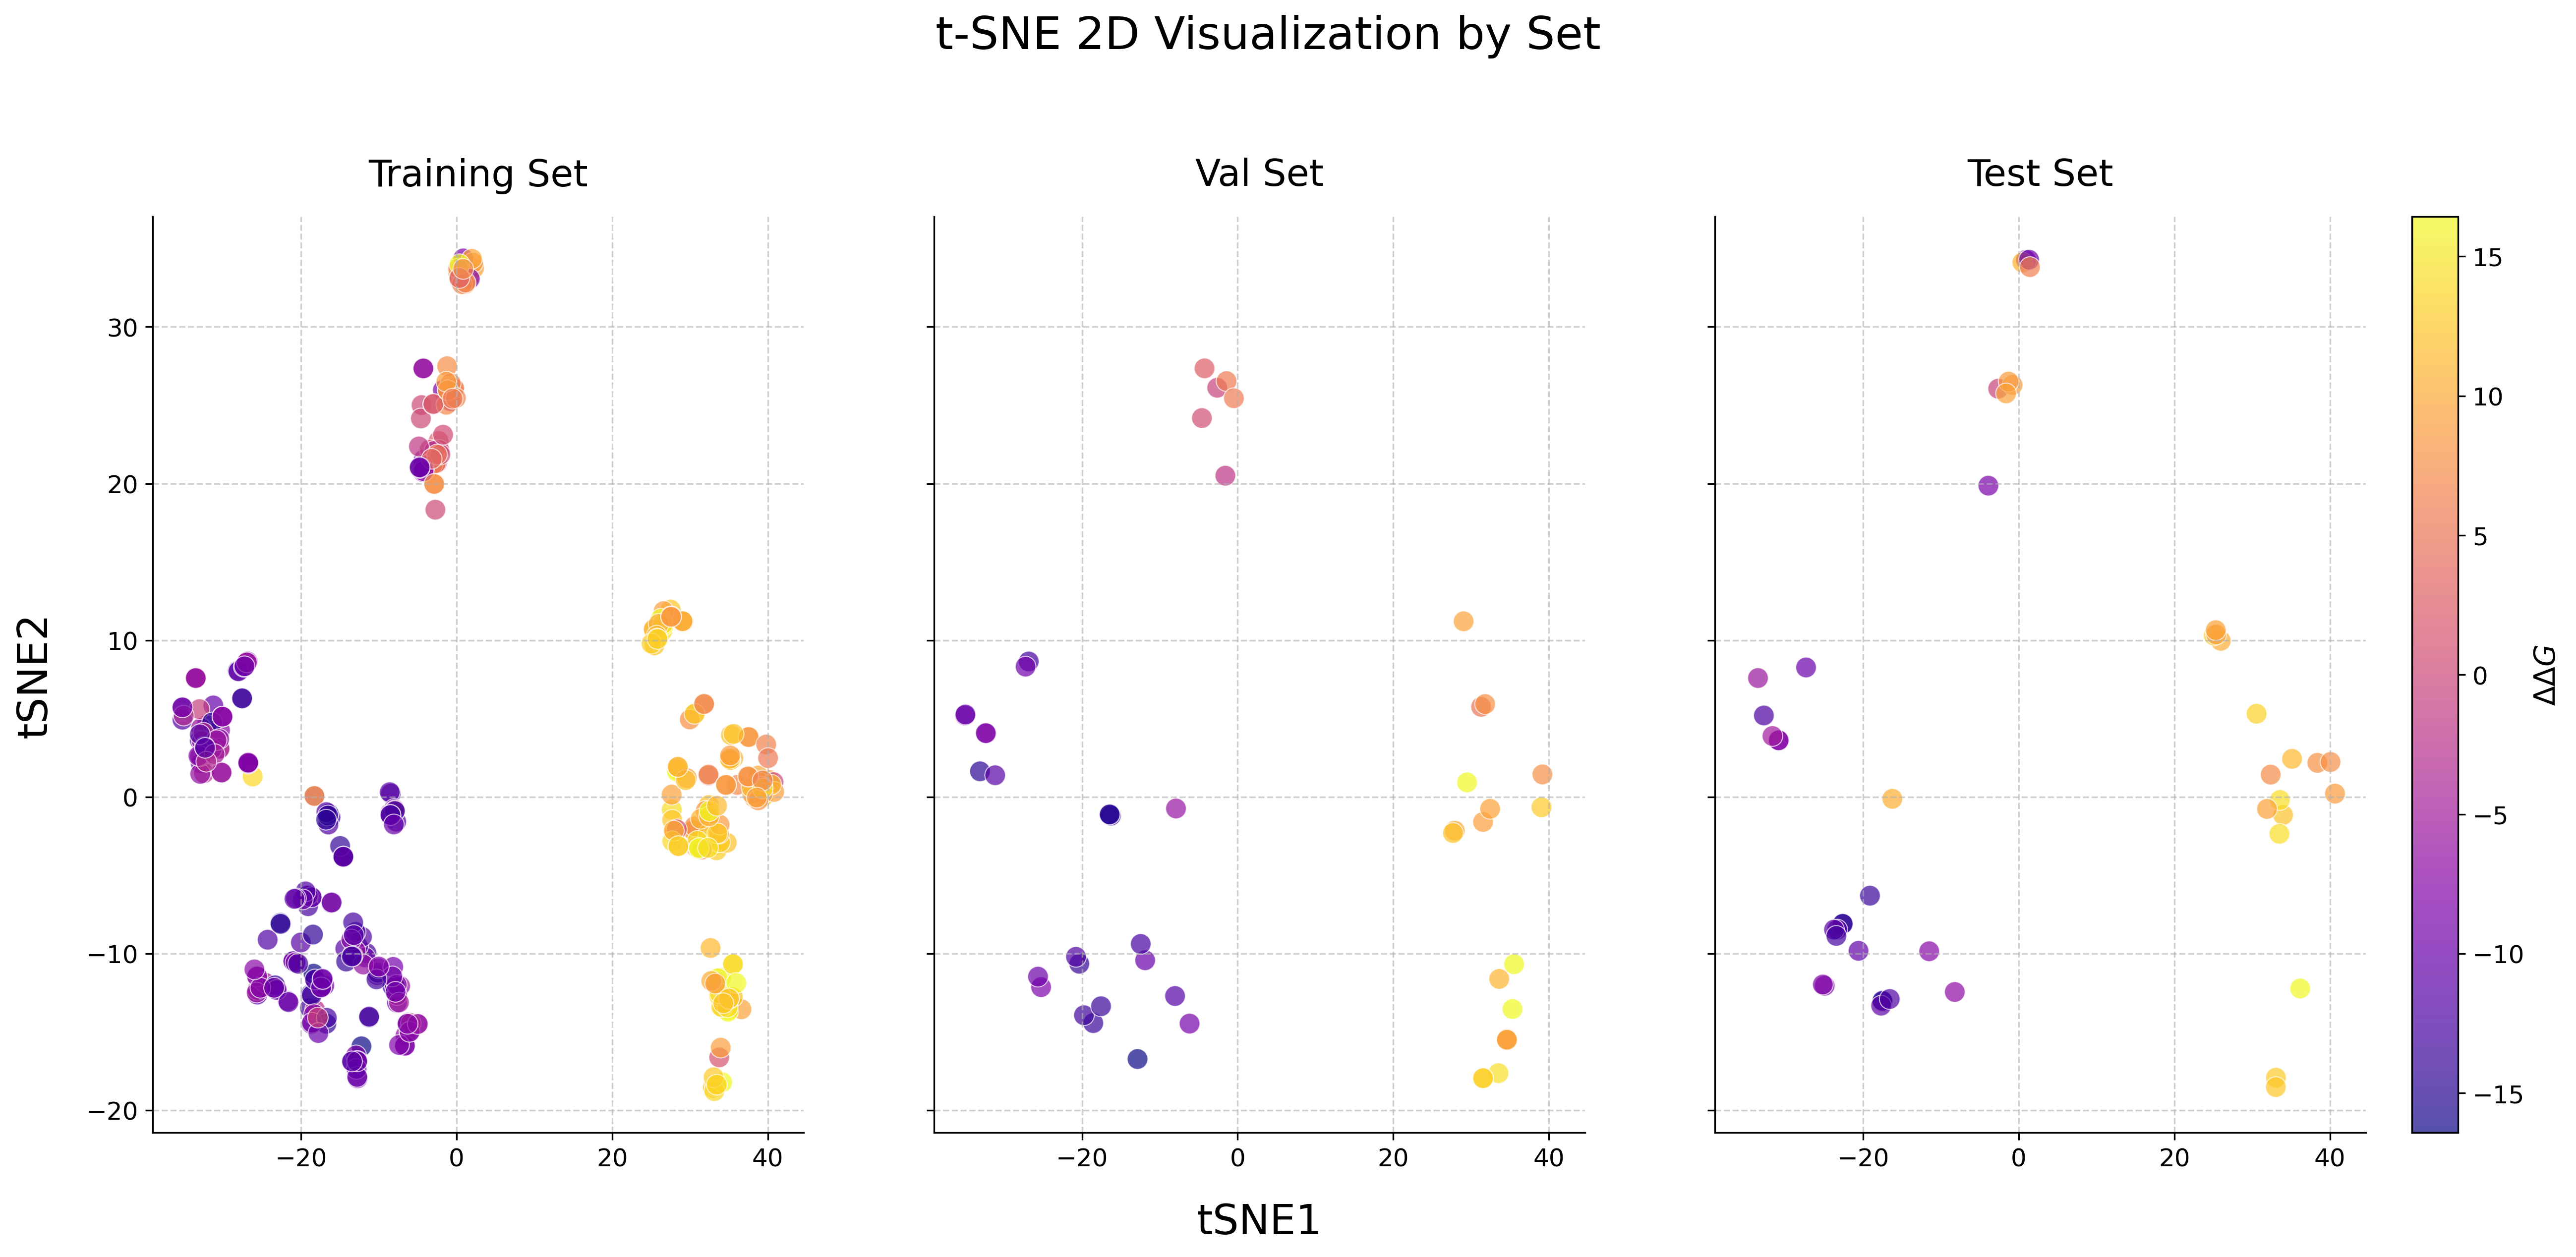 t-SNE 2D Visualization by Set
Training Set
Val Set
Test Set
tSNE2
30
20
10
0
−10
−20
−20 0 20 40
−20 0 20 40
−20 0 20 40
tSNE1
15
10
5
0
−5
−10
−15
ΔΔG